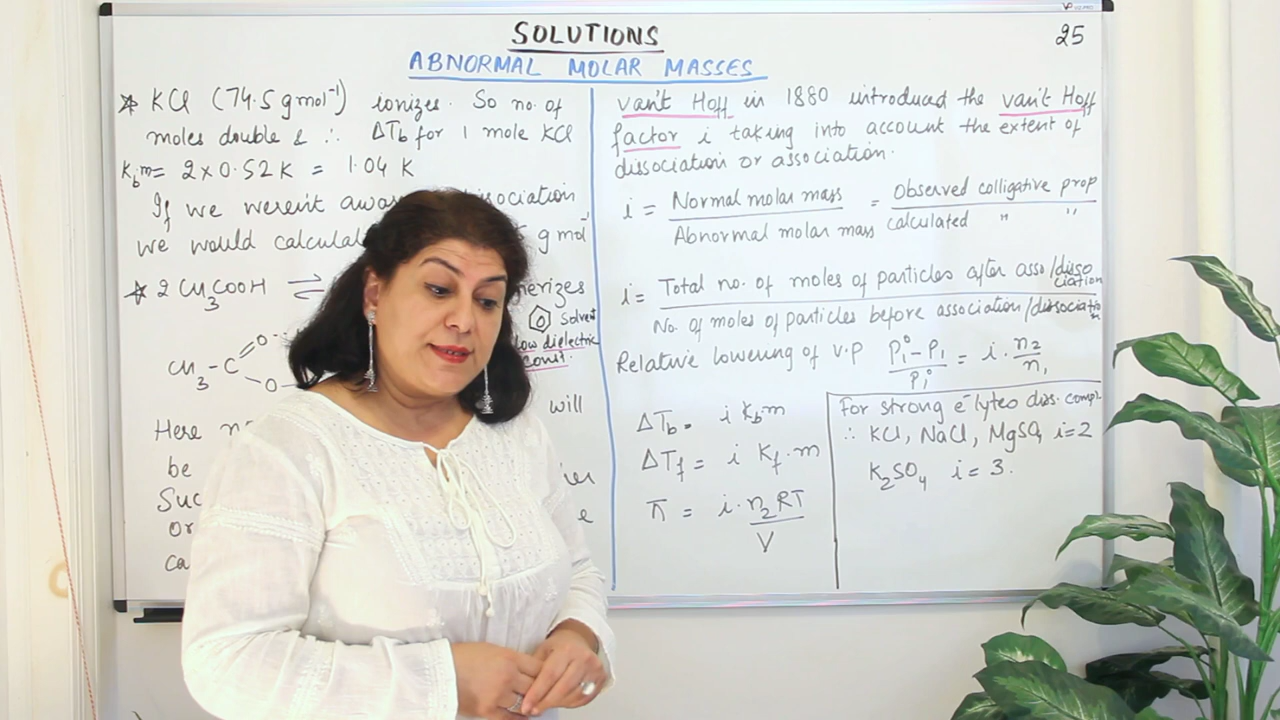 SOLUTIONS
25
ABNORMAL MOLAR MASSES
* KCl (74.5 g mol⁻¹) ionizes. So no. of
moles double & ∴ ΔTb for 1 mole KCl
Kbm = 2 x 0.52 K = 1.04 K
If we weren't
we would g mol⁻¹
* 2 CH₃COOH ⇌
Solvent
low dielectric
const.
CH₃-C
O
O
will
Here
be
Suc
or
ca
van't Hoff in 1880 introduced the van't Hoff
factor i taking into account the extent of
dissociation or association.
i = Normal molar mass / Abnormal molar mass = Observed colligative prop / calculated " "
i = Total no. of moles of particles after asso/disso ciation / No. of moles of particles before association/dissociation
Relative lowering of V.P (P₁° - P₁) / P₁° = i · n₂/n₁
ΔTb = i Kb m
ΔTf = i Kf · m
π = i · n₂RT / V
For strong e⁻lytes diss. compl.
∴ KCl, NaCl, MgSO₄ i=2
K₂SO₄ i=3.